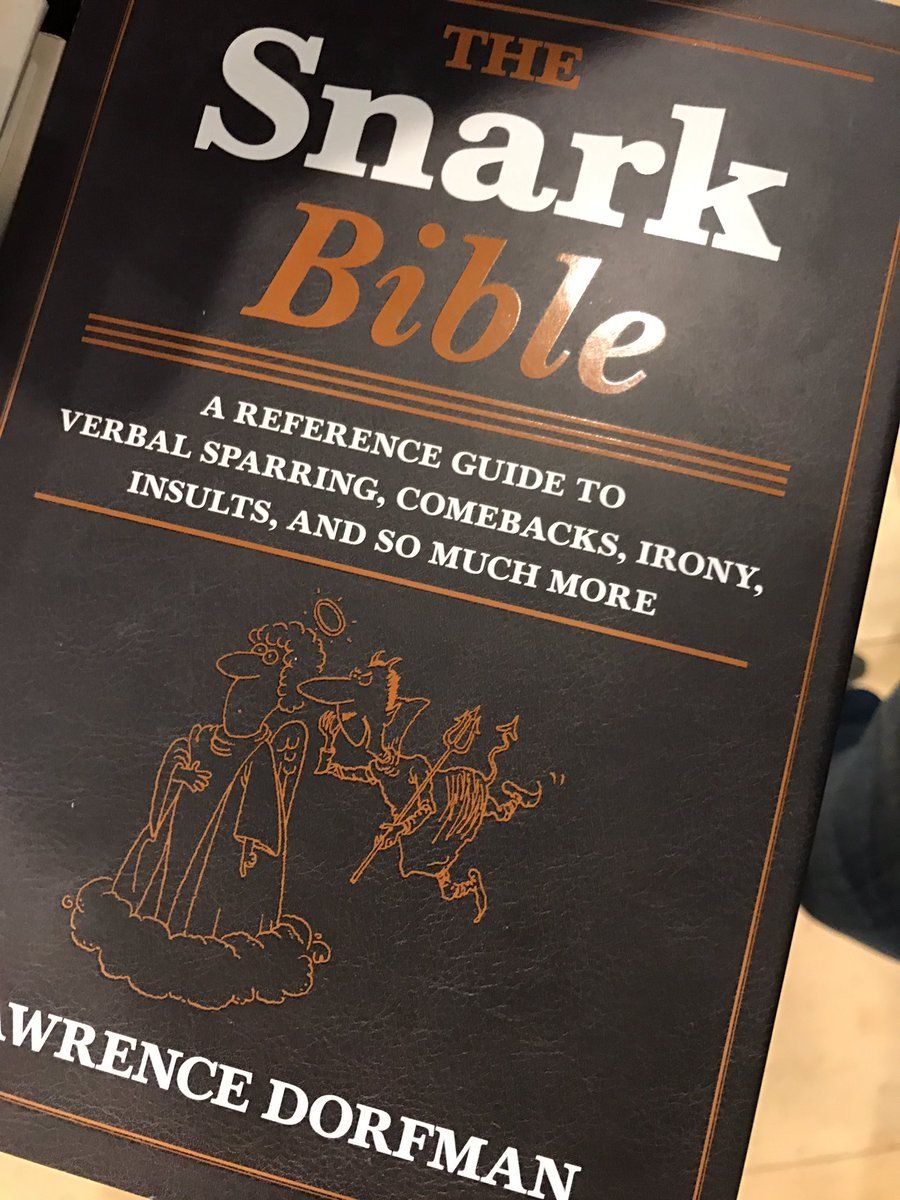 THE
Snark
Bible
A REFERENCE GUIDE TO
VERBAL SPARRING, COMEBACKS, IRONY,
INSULTS, AND SO MUCH MORE
AWRENCE DORFMAN